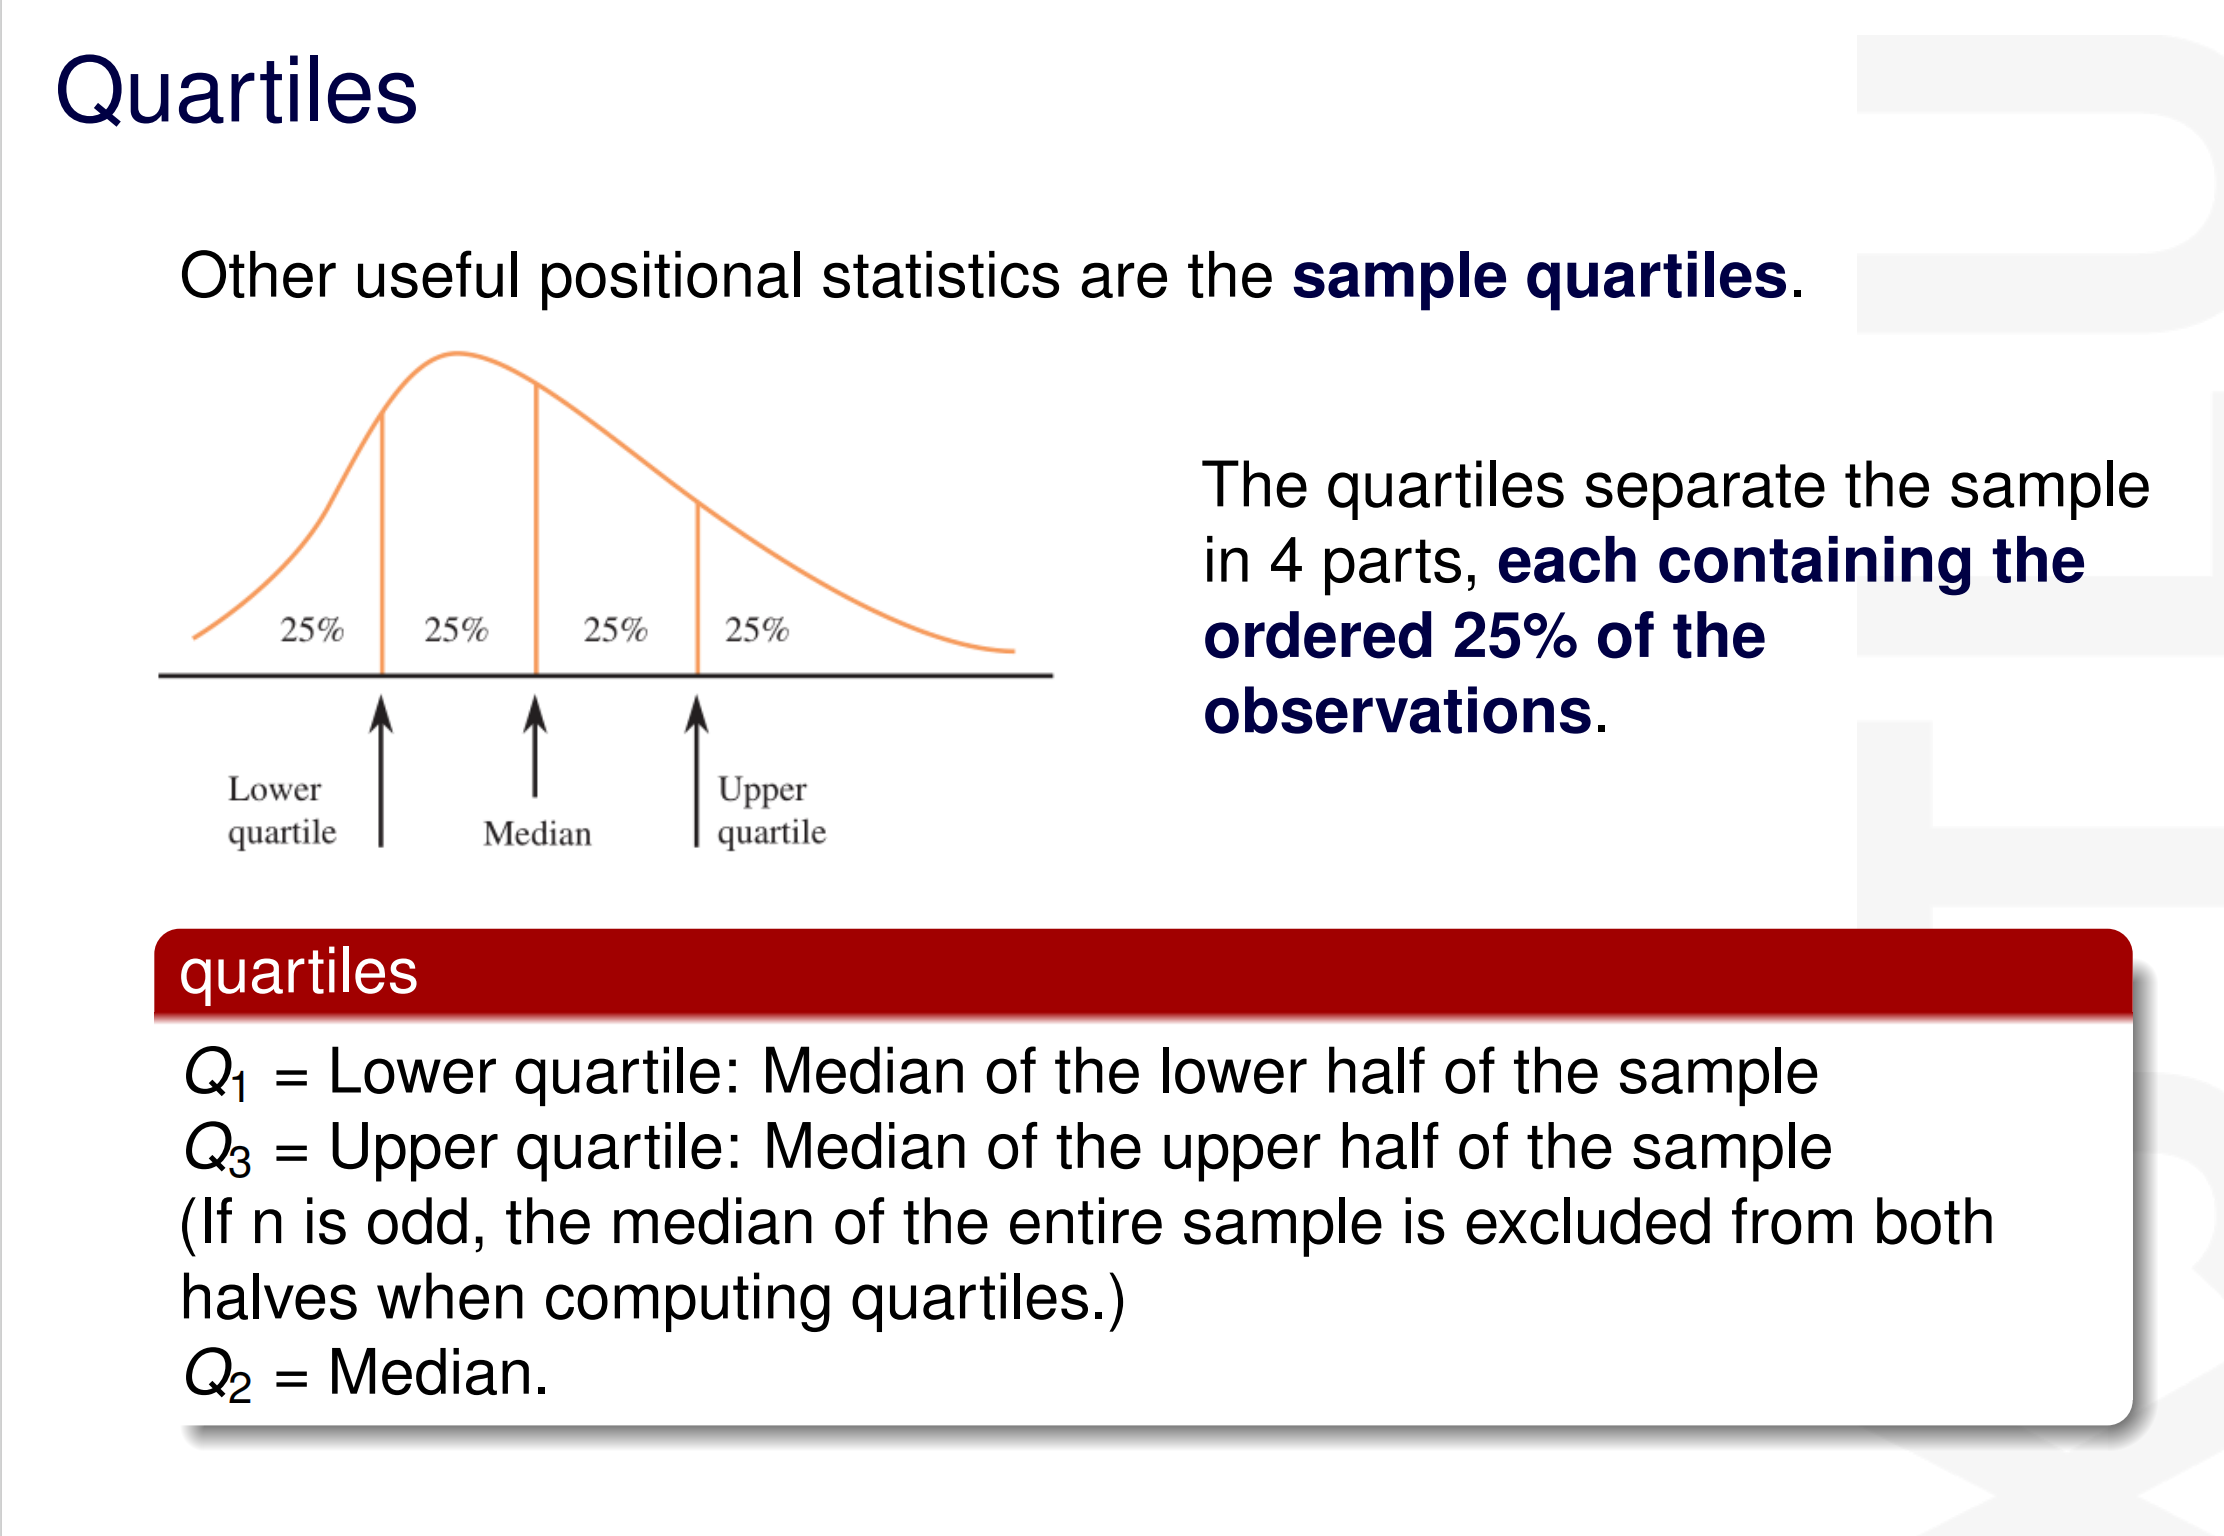 Quartiles
Other useful positional statistics are the sample quartiles.
25% 25% 25% 25%
Lower
quartile
Median
Upper
quartile
The quartiles separate the sample
in 4 parts, each containing the
ordered 25% of the
observations.
quartiles
Q1 = Lower quartile: Median of the lower half of the sample
Q3 = Upper quartile: Median of the upper half of the sample
(If n is odd, the median of the entire sample is excluded from both
halves when computing quartiles.)
Q2 = Median.